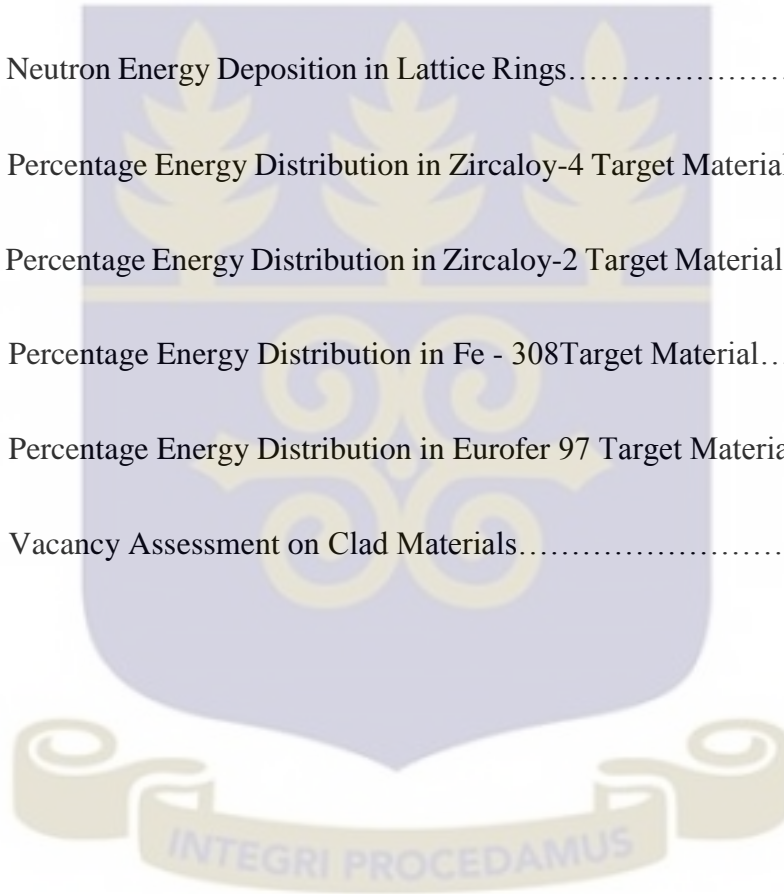 Neutron Energy Deposition in Lattice Rings…………………
Percentage Energy Distribution in Zircaloy-4 Target Material
Percentage Energy Distribution in Zircaloy-2 Target Material
Percentage Energy Distribution in Fe - 308Target Material…
Percentage Energy Distribution in Eurofer 97 Target Materia
Vacancy Assessment on Clad Materials………………………
INTEGRI PROCEDAMUS